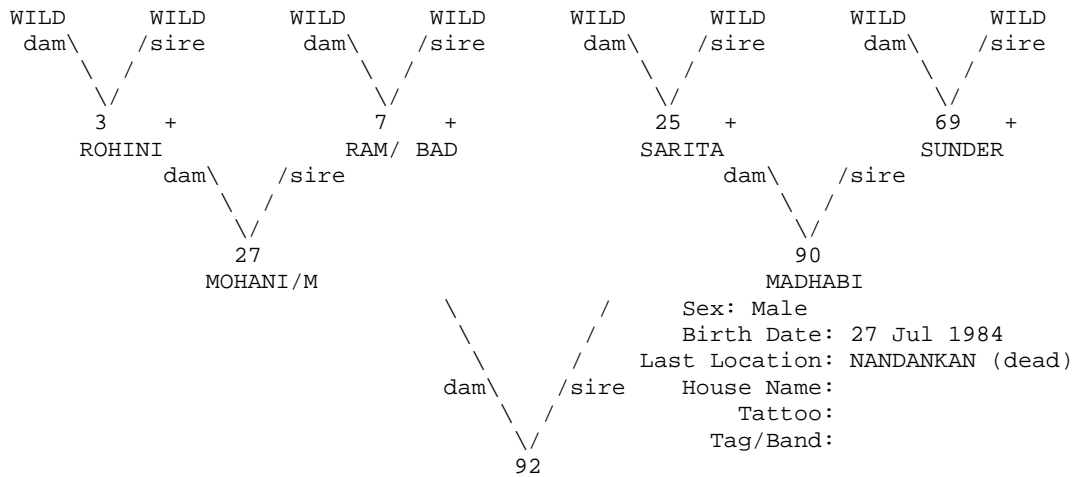 WILD WILD WILD WILD WILD WILD WILD WILD
dam\ /sire dam\ /sire dam\ /sire dam\ /sire
\ / \ / \ / \ /
\/ \/ \/ \/
3 + 7 + 25 + 69 +
ROHINI RAM/ BAD SARITA SUNDER
dam\ /sire dam\ /sire
\ / \ /
\/ \/
27 90
MOHANI/M MADHABI
\ / Sex: Male
\ / Birth Date: 27 Jul 1984
\ / Last Location: NANDANKAN (dead)
dam\ /sire House Name:
\ / Tattoo:
\/ Tag/Band:
92